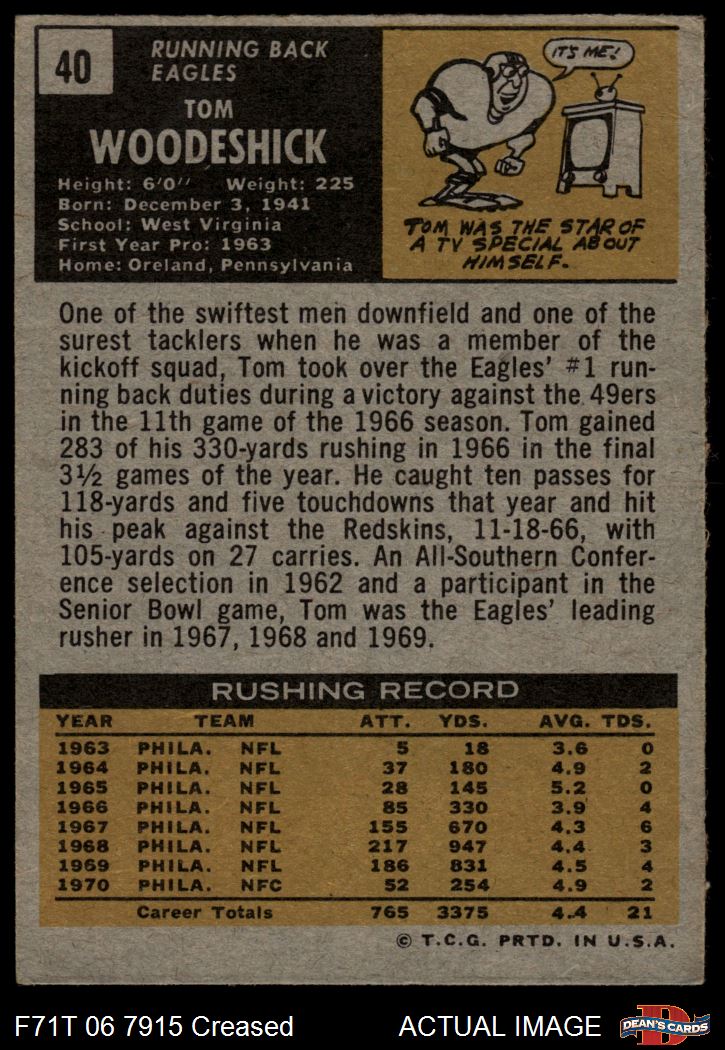 40
RUNNING BACK
EAGLES
TOM
WOODESHICK
Height: 6'0'' Weight: 225
Born: December 3, 1941
School: West Virginia
First Year Pro: 1963
Home: Oreland, Pennsylvania
IT'S ME!
TOM WAS THE STAR OF
A TV SPECIAL ABOUT
HIMSELF.
One of the swiftest men downfield and one of the
surest tacklers when he was a member of the
kickoff squad, Tom took over the Eagles' #1 run-
ning back duties during a victory against the 49ers
in the 11th game of the 1966 season. Tom gained
283 of his 330-yards rushing in 1966 in the final
3½ games of the year. He caught ten passes for
118-yards and five touchdowns that year and hit
his peak against the Redskins, 11-18-66, with
105-yards on 27 carries. An All-Southern Confer-
ence selection in 1962 and a participant in the
Senior Bowl game, Tom was the Eagles' leading
rusher in 1967, 1968 and 1969.
RUSHING RECORD
YEAR TEAM ATT. YDS. AVG. TDS.
1963 PHILA. NFL 5 18 3.6 0
1964 PHILA. NFL 37 180 4.9 2
1965 PHILA. NFL 28 145 5.2 0
1966 PHILA. NFL 85 330 3.9 4
1967 PHILA. NFL 155 670 4.3 6
1968 PHILA. NFL 217 947 4.4 3
1969 PHILA. NFL 186 831 4.5 4
1970 PHILA. NFC 52 254 4.9 2
Career Totals 765 3375 4.4 21
© T.C.G. PRTD. IN U.S.A.
F71T 06 7915 Creased ACTUAL IMAGE
D
DEAN'S CARDS